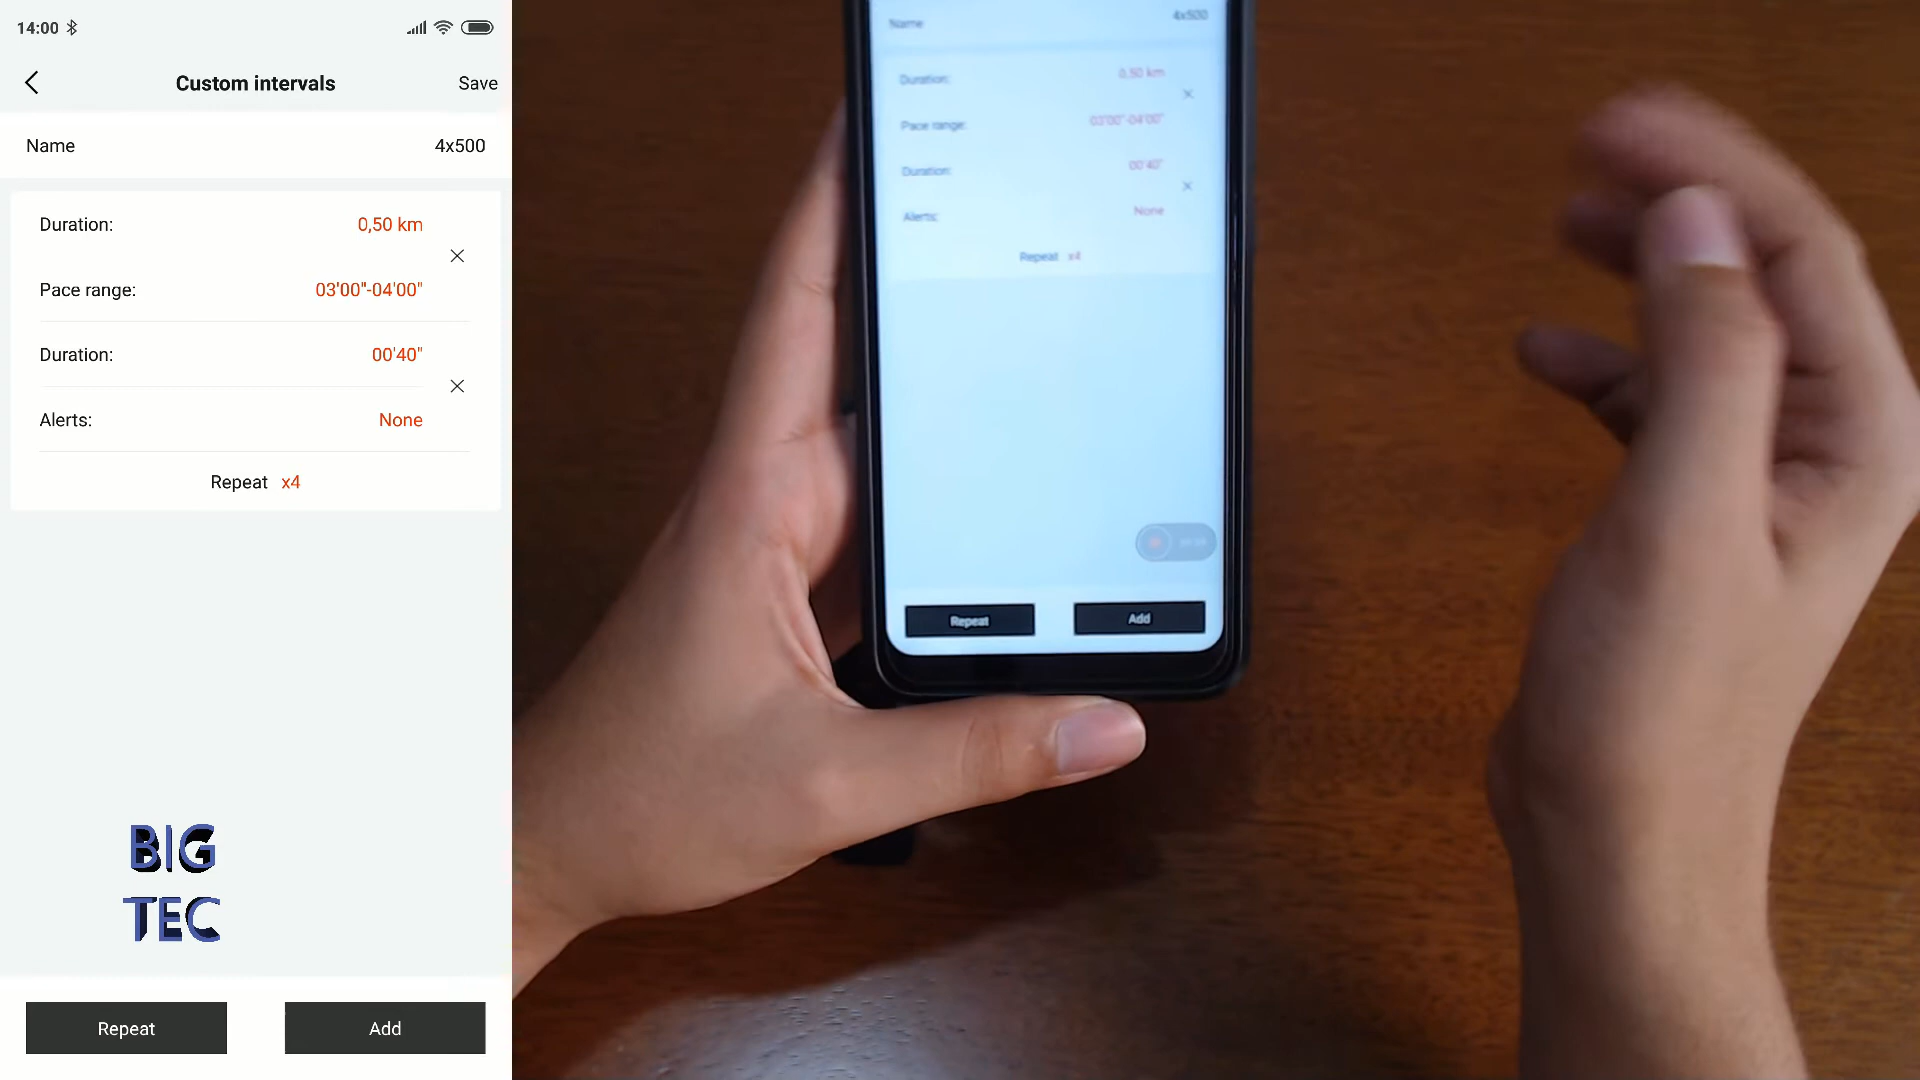 14:00
Custom intervals
Save
Name
4x500
Duration:
0,50 km
Pace range:
03'00"-04'00"
Duration:
00'40"
Alerts:
None
Repeat x4
BIG
TEC
Repeat
Add
Name
4x500
Duration:
0,50 km
Pace range:
03'00"-04'00"
Duration:
00'40"
Alerts:
None
Repeat x4
Repeat
Add